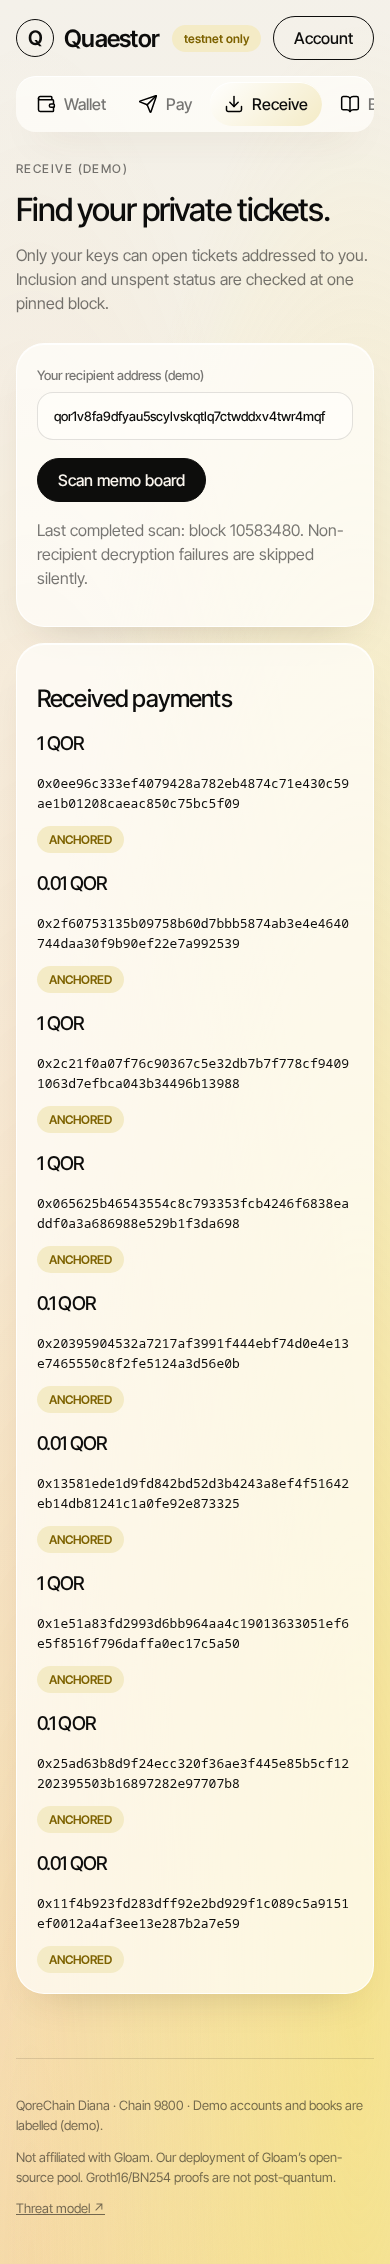 Q Quaestor testnet only Account
Wallet Pay Receive
RECEIVE (DEMO)
Find your private tickets.
Only your keys can open tickets addressed to you.
Inclusion and unspent status are checked at one
pinned block.
Your recipient address (demo)
qor1v8fa9dfyau5scylvskqtlq7ctwddxv4twr4mqf
Scan memo board
Last completed scan: block 10583480. Non-
recipient decryption failures are skipped
silently.
Received payments
1 QOR
0x0ee96c333ef4079428a782eb4874c71e430c59
ae1b01208caeac850c75bc5f09
ANCHORED
0.01 QOR
0x2f60753135b09758b60d7bbb5874ab3e4e4640
744daa30f9b90ef22e7a992539
ANCHORED
1 QOR
0x2c21f0a07f76c90367c5e32db7b7f778cf9409
1063d7efbca043b34496b13988
ANCHORED
1 QOR
0x065625b46543554c8c793353fcb4246f6838ea
ddf0a3a686988e529b1f3da698
ANCHORED
0.1 QOR
0x20395904532a7217af3991f444ebf74d0e4e13
e7465550c8f2fe5124a3d56e0b
ANCHORED
0.01 QOR
0x13581ede1d9fd842bd52d3b4243a8ef4f51642
eb14db81241c1a0fe92e873325
ANCHORED
1 QOR
0x1e51a83fd2993d6bb964aa4c19013633051ef6
e5f8516f796daffa0ec17c5a50
ANCHORED
0.1 QOR
0x25ad63b8d9f24ecc320f36ae3f445e85b5cf12
202395503b16897282e97707b8
ANCHORED
0.01 QOR
0x11f4b923fd283dff92e2bd929f1c089c5a9151
ef0012a4af3ee13e287b2a7e59
ANCHORED
QoreChain Diana · Chain 9800 · Demo accounts and books are
labelled (demo).
Not affiliated with Gloam. Our deployment of Gloam's open-
source pool. Groth16/BN254 proofs are not post-quantum.
Threat model ↗